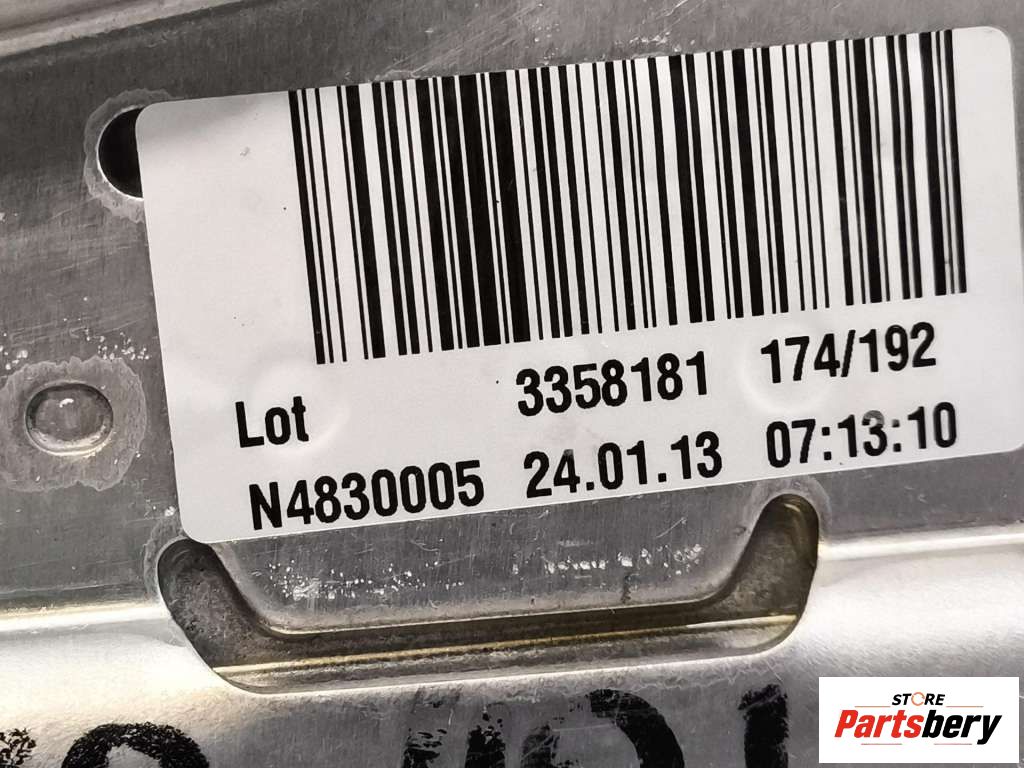 Lot 3358181 174/192
N4830005 24.01.13 07:13:10
STORE
Partsbery